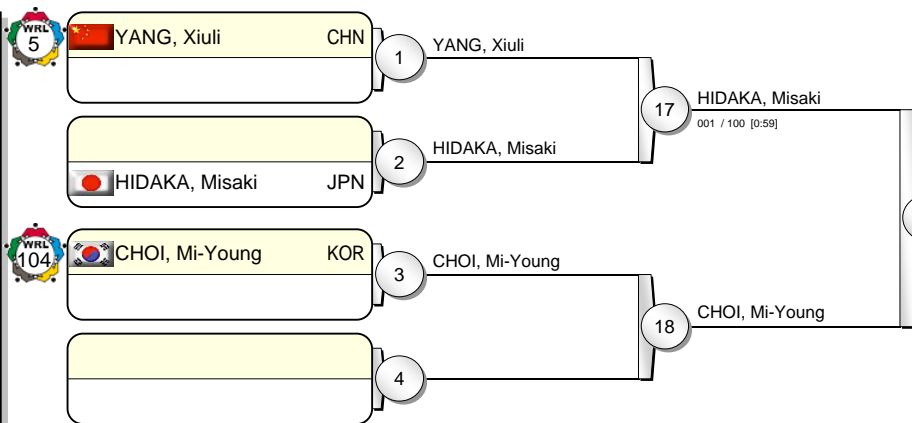 WRL
5
YANG, Xiuli CHN
1
YANG, Xiuli
17
HIDAKA, Misaki
001 / 100 [0:59]
2
HIDAKA, Misaki
HIDAKA, Misaki JPN
WRL
104
CHOI, Mi-Young KOR
3
CHOI, Mi-Young
18
CHOI, Mi-Young
4